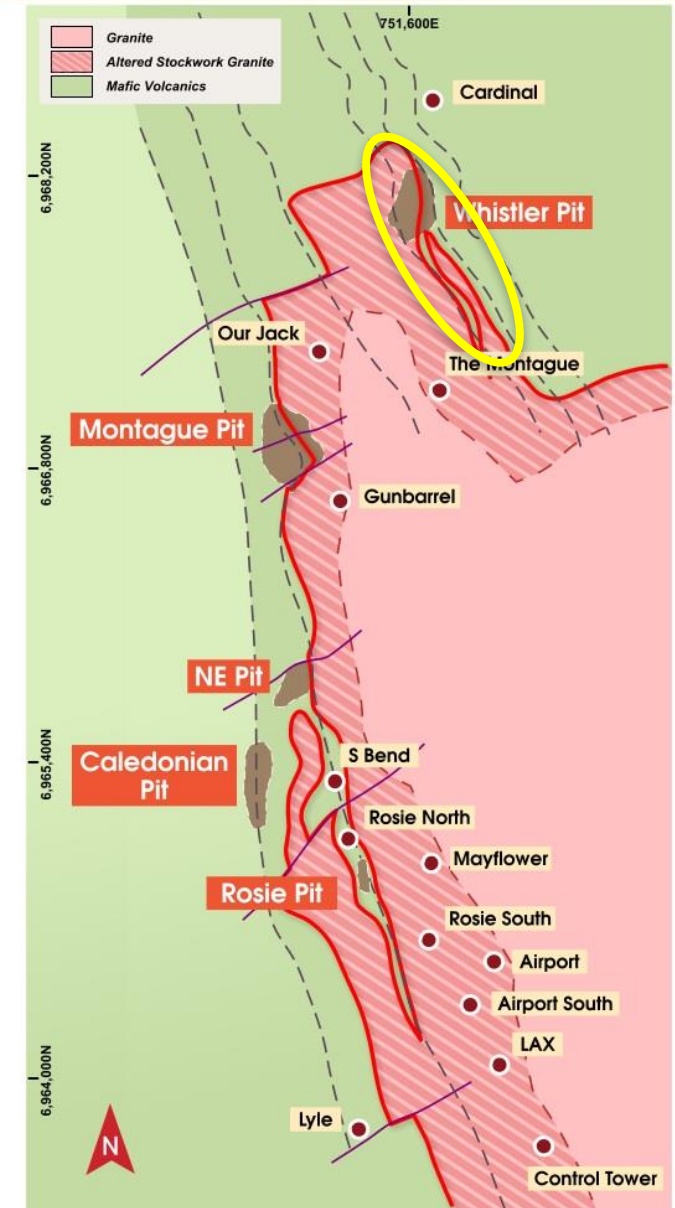 751,600E
Granite
Altered Stockwork Granite
Mafic Volcanics
Cardinal
6,968,200N
Whistler Pit
Our Jack
The Montague
Montague Pit
6,966,800N
Gunbarrel
NE Pit
6,965,400N
S Bend
Caledonian
Pit
Rosie North
Mayflower
Rosie Pit
Rosie South
Airport
Airport South
LAX
6,964,000N
Lyle
N
Control Tower